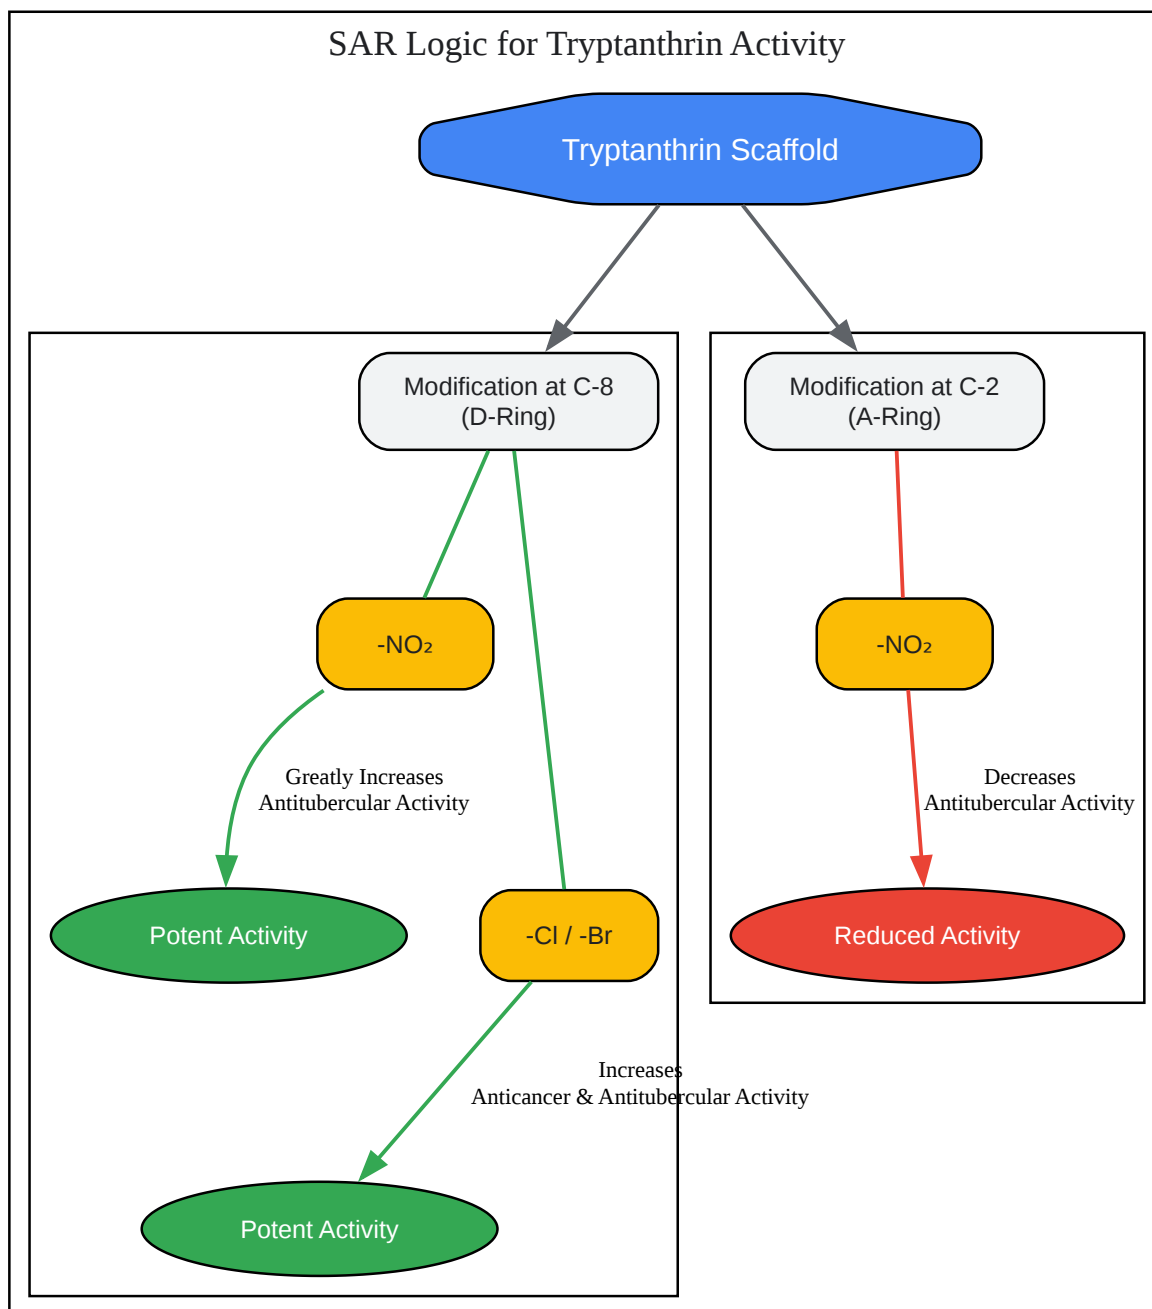 SAR Logic for Tryptanthrin Activity
Tryptanthrin Scaffold
Modification at C-8
(D-Ring)
Modification at C-2
(A-Ring)
-NO₂
-NO₂
Greatly Increases
Antitubercular Activity
Decreases
Antitubercular Activity
Potent Activity
-Cl / -Br
Reduced Activity
Increases
Anticancer & Antitubercular Activity
Potent Activity